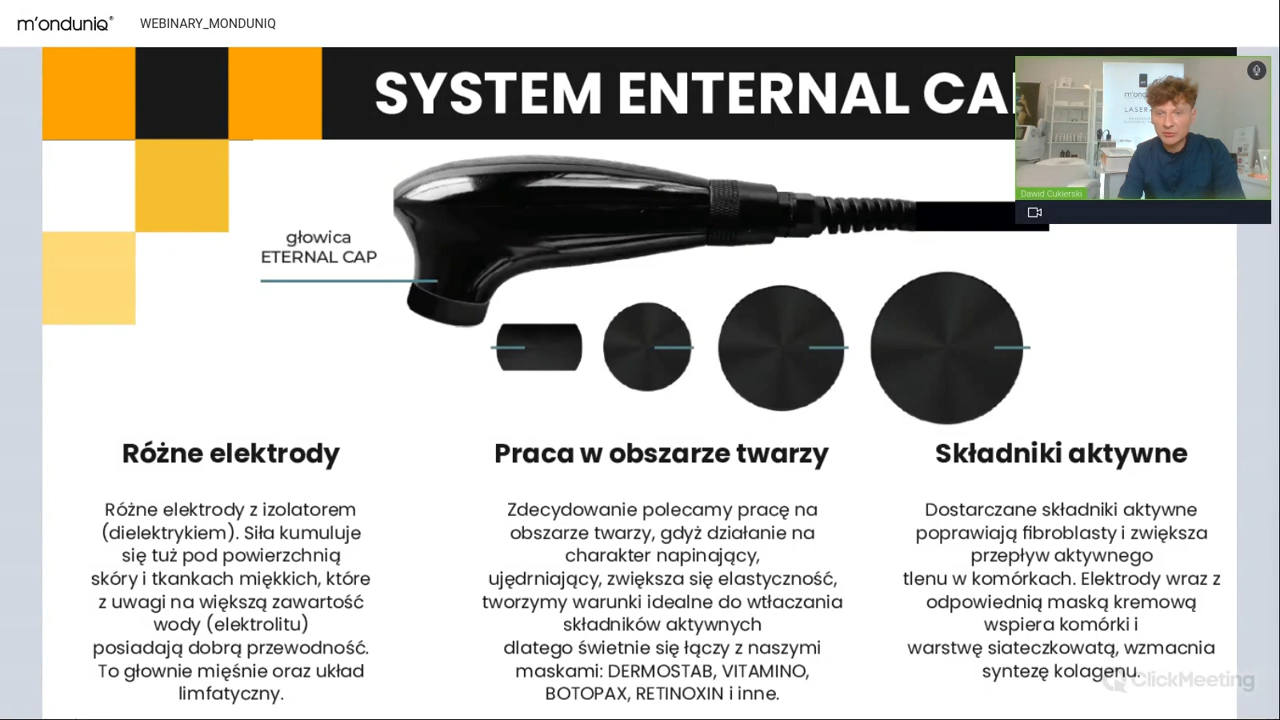 m'onduniq®
WEBINARY_MONDUNIQ
SYSTEM ENTERNAL CA
m'ondu
LASER
Dawid Cukierski
głowica
ETERNAL CAP
Różne elektrody
Różne elektrody z izolatorem
(dielektrykiem). Siła kumuluje
się tuż pod powierzchnią
skóry i tkankach miękkich, które
z uwagi na większą zawartość
wody (elektrolitu)
posiadają dobrą przewodność.
To głownie mięśnie oraz układ
limfatyczny.
Praca w obszarze twarzy
Zdecydowanie polecamy pracę na
obszarze twarzy, gdyż działanie na
charakter napinający,
ujędrniający, zwiększa się elastyczność,
tworzymy warunki idealne do wtłaczania
składników aktywnych
dlatego świetnie się łączy z naszymi
maskami: DERMOSTAB, VITAMINO,
BOTOPAX, RETINOXIN i inne.
Składniki aktywne
Dostarczane składniki aktywne
poprawiają fibroblasty i zwiększa
przepływ aktywnego
tlenu w komórkach. Elektrody wraz z
odpowiednią maską kremową
wspiera komórki i
warstwę siateczkowatą, wzmacnia
syntezę kolagenu.
ClickMeeting